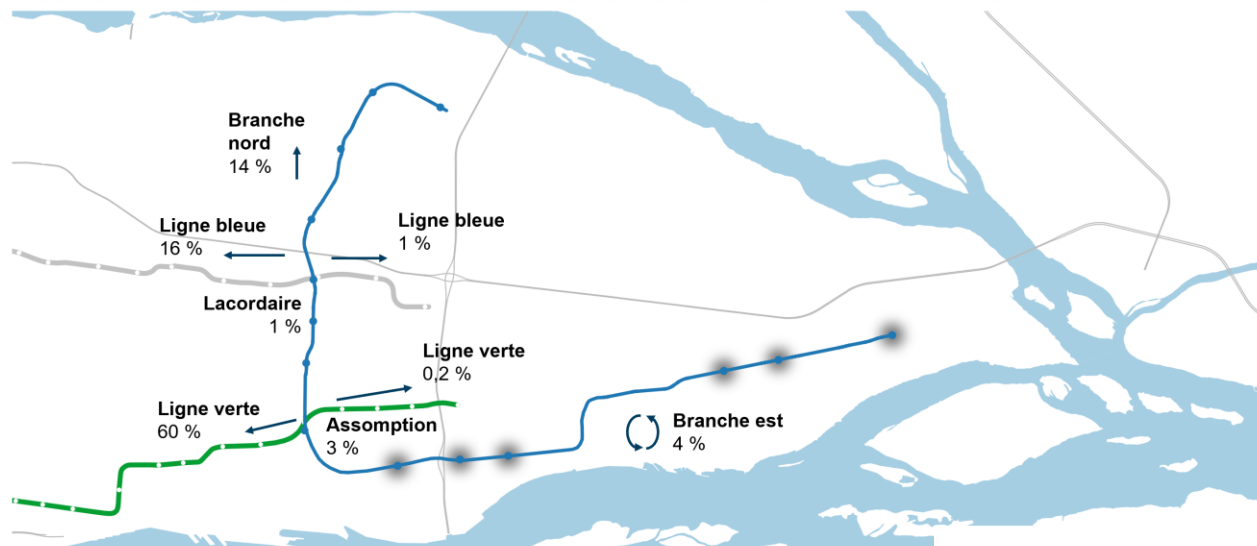 Branche
nord
14 %
Ligne bleue
16 %
Ligne bleue
1 %
Lacordaire
1 %
Ligne verte
0,2 %
Ligne verte
60 %
Assomption
3 %
Branche est
4 %